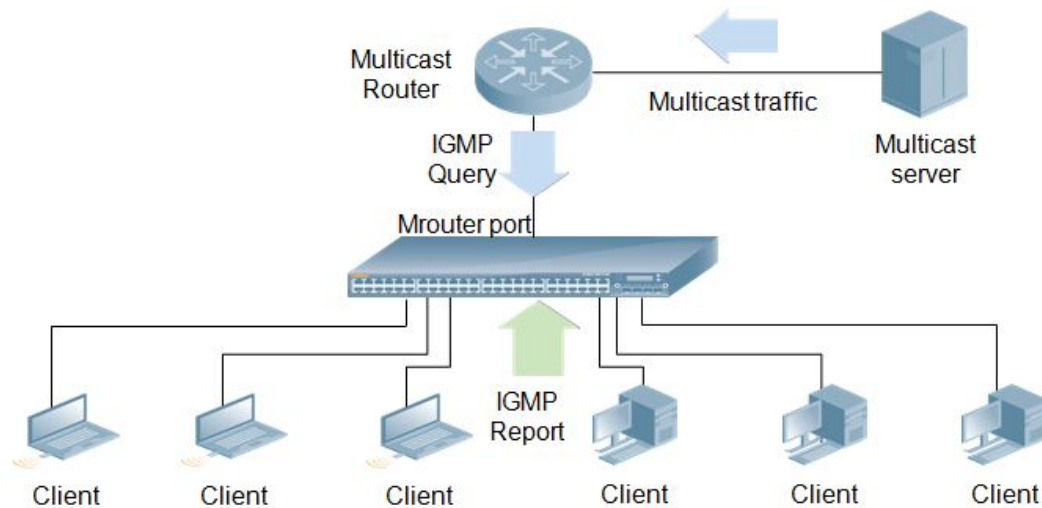 Multicast
Router
Multicast traffic
Multicast
server
IGMP
Query
Mrouter port
IGMP
Report
Client
Client
Client
Client
Client
Client